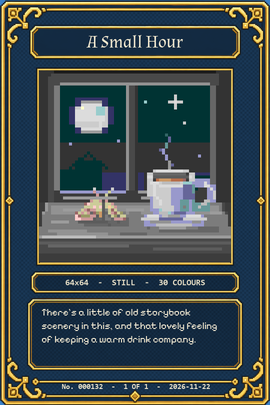 A Small Hour
64x64 - STILL - 30 COLOURS
There's a little of old storybook
scenery in this, and that lovely feeling
of keeping a warm drink company.
No. 000132 - 1 OF 1 - 2026-11-22